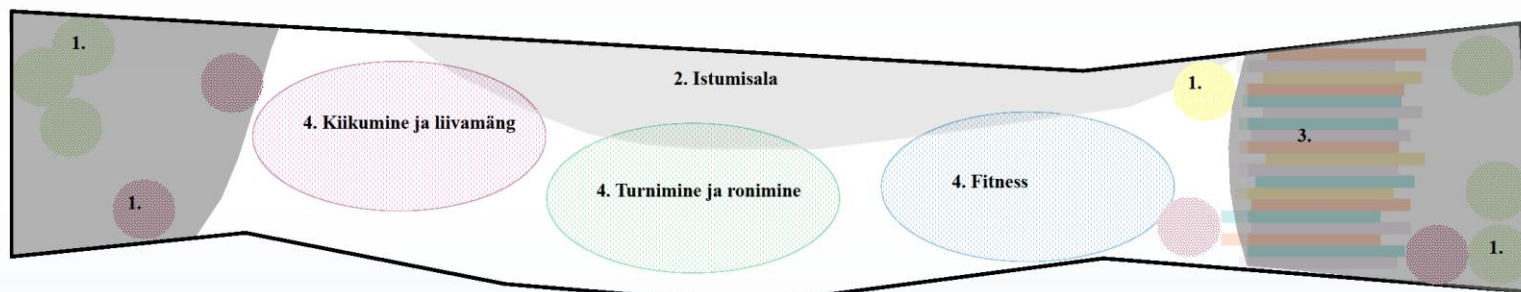 1.
2. Istumisala
1.
4. Kiikumine ja liivamäng
3.
4. Turnimine ja ronimine
4. Fitness
1.
1.